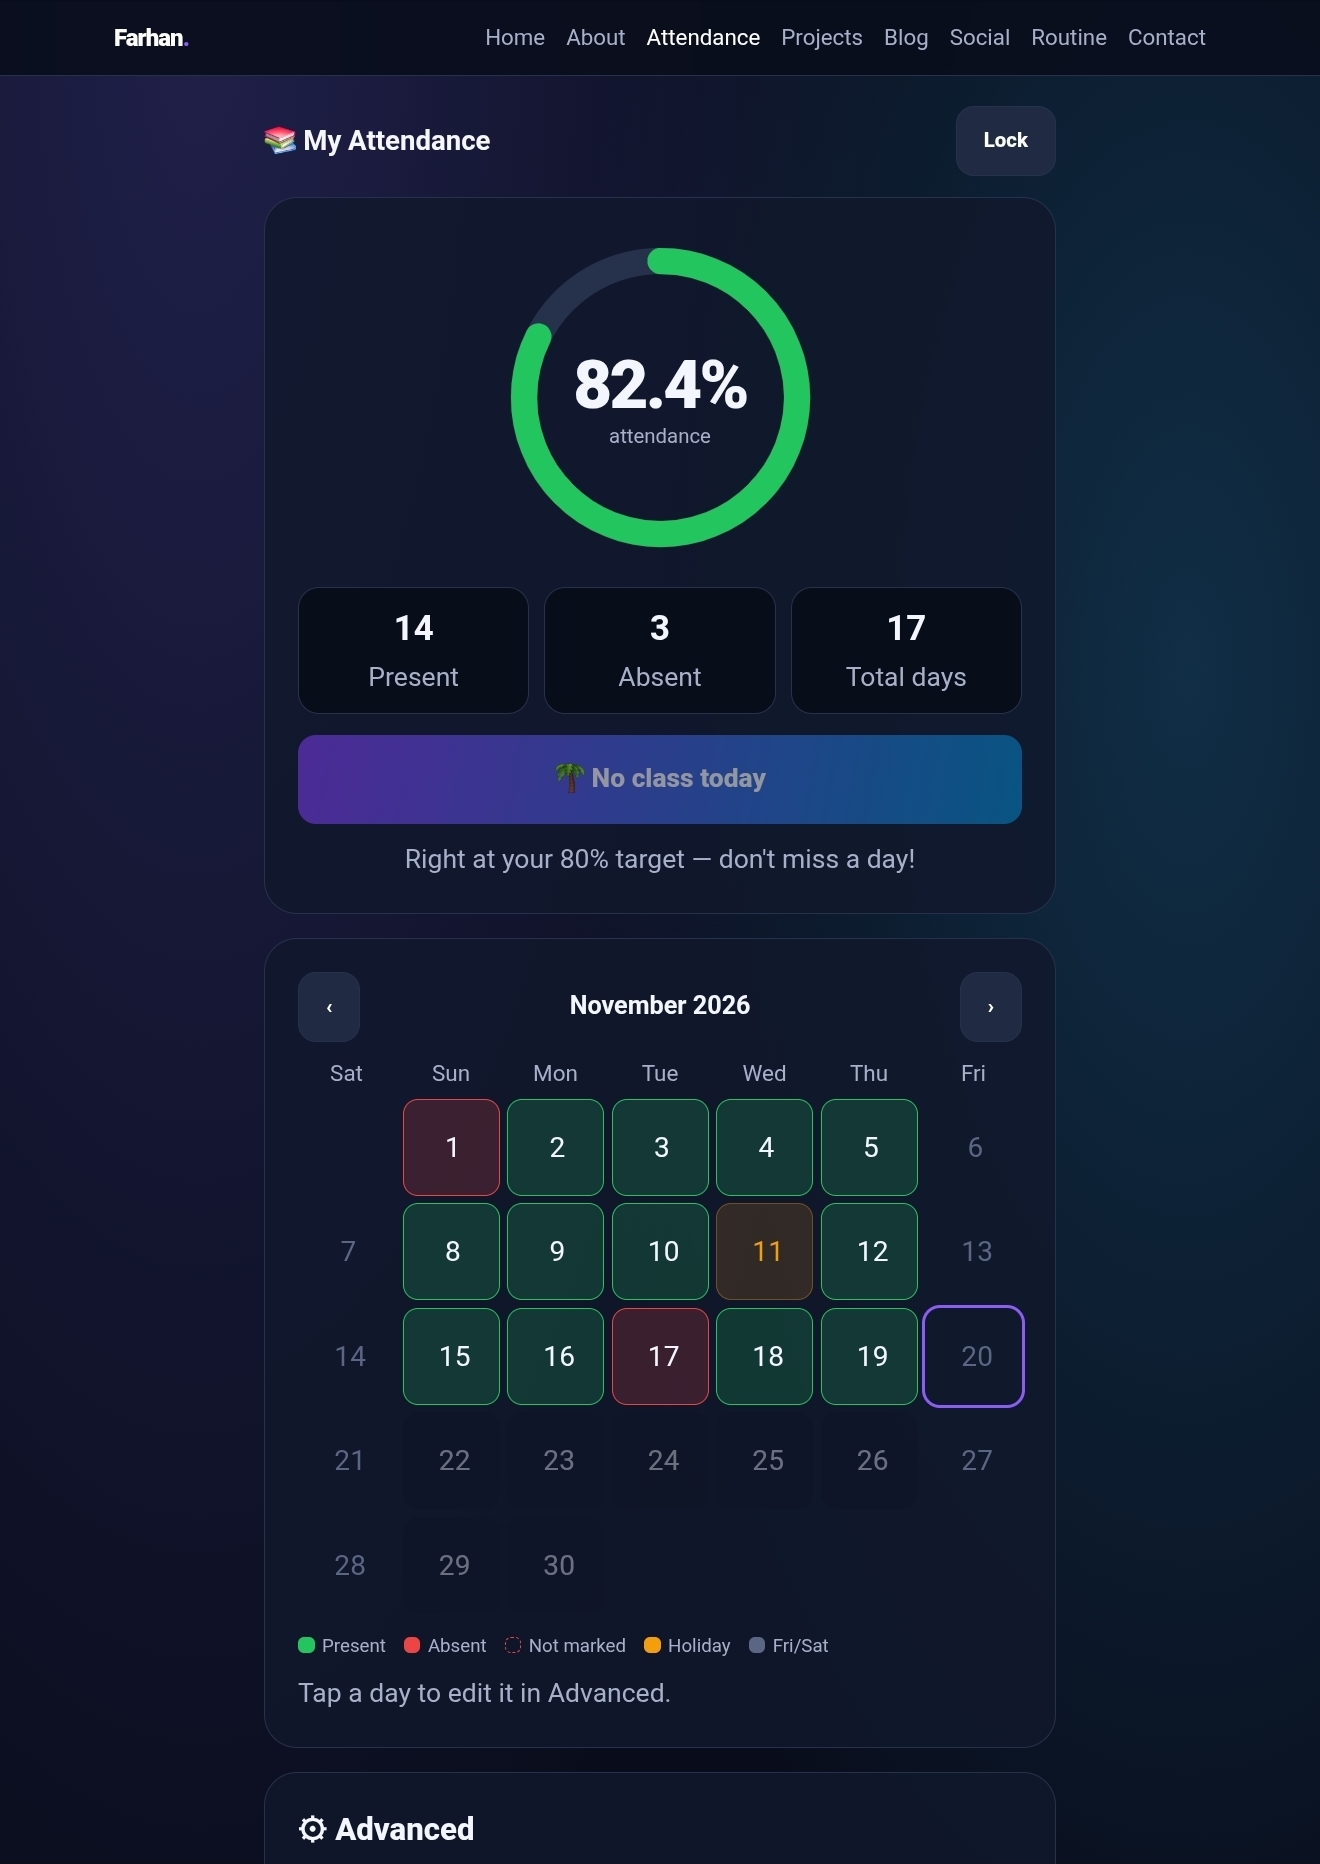 Farhan.
Home About Attendance Projects Blog Social Routine Contact
📚 My Attendance
Lock
82.4%
attendance
14 3 17
Present Absent Total days
🌴 No class today
Right at your 80% target — don't miss a day!
‹ November 2026 ›
Sat Sun Mon Tue Wed Thu Fri
1 2 3 4 5 6
7 8 9 10 11 12 13
14 15 16 17 18 19 20
21 22 23 24 25 26 27
28 29 30
Present Absent Not marked Holiday Fri/Sat
Tap a day to edit it in Advanced.
⚙ Advanced